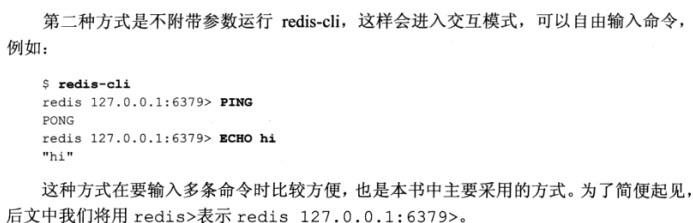 第二种方式是不附带参数运行 redis-cli，这样会进入交互模式，可以自由输入命令，
例如：
$ redis-cli
redis 127.0.0.1:6379> PING
PONG
redis 127.0.0.1:6379> ECHO hi
"hi"
这种方式在要输入多条命令时比较方便，也是本书中主要采用的方式。为了简便起见，
后文中我们将用 redis>表示 redis 127.0.0.1:6379>。